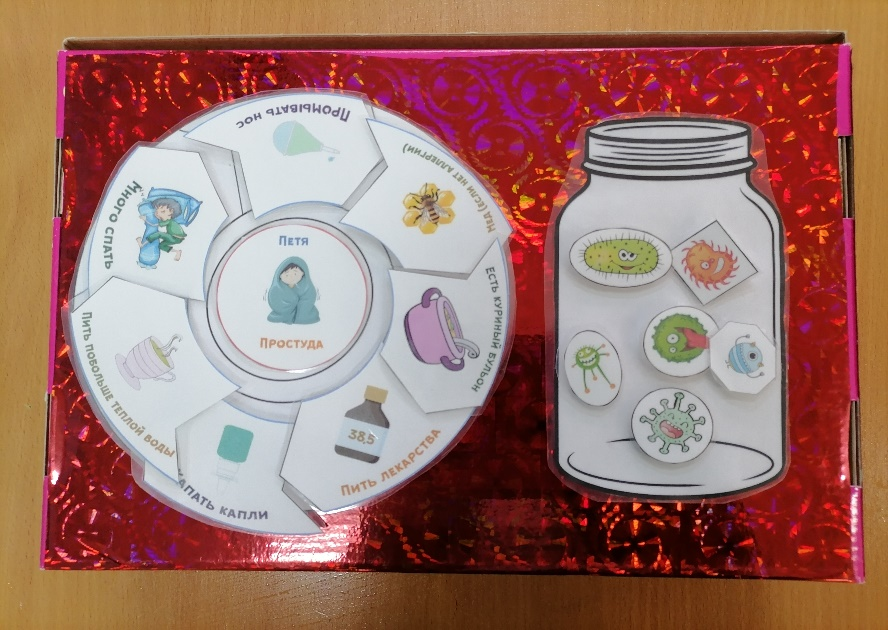 Петя
Простуда
Промывать нос
Мёд (если нет аллергии)
Есть куриный бульон
38,5
Пить лекарства
Капать капли
Пить побольше теплой воды
Много спать